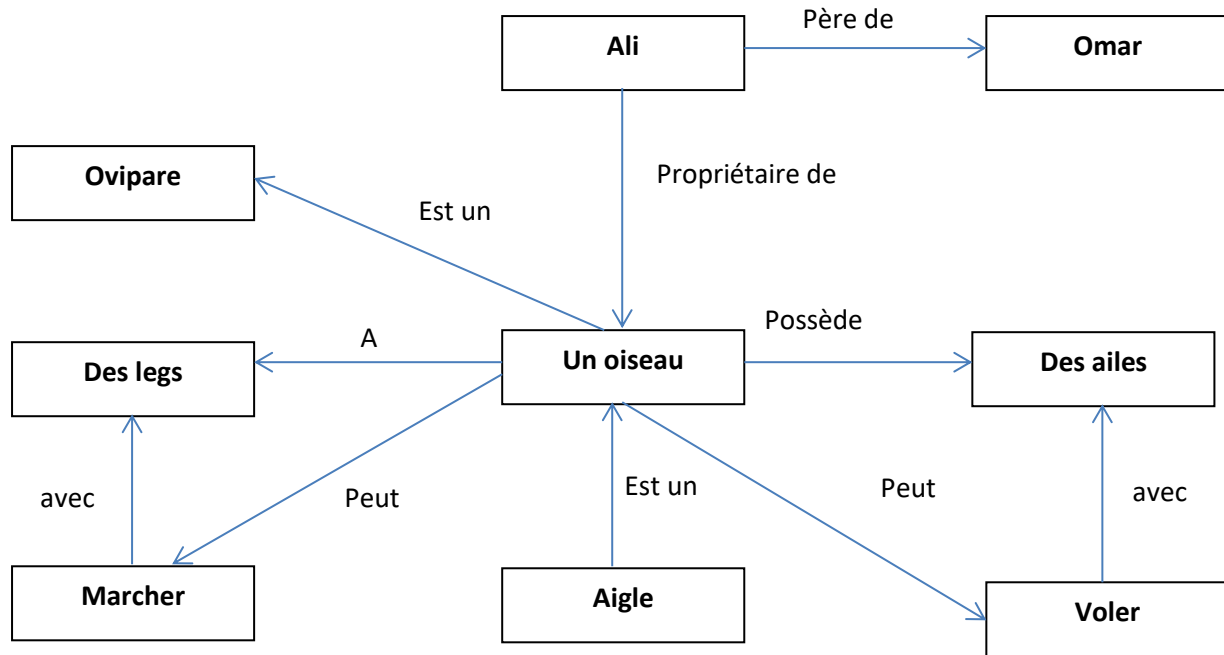 Père de
Ali
Omar
Ovipare
Propriétaire de
Est un
Possède
A
Un oiseau
Des legs
Des ailes
avec
Peut
Est un
Peut
avec
Marcher
Aigle
Voler